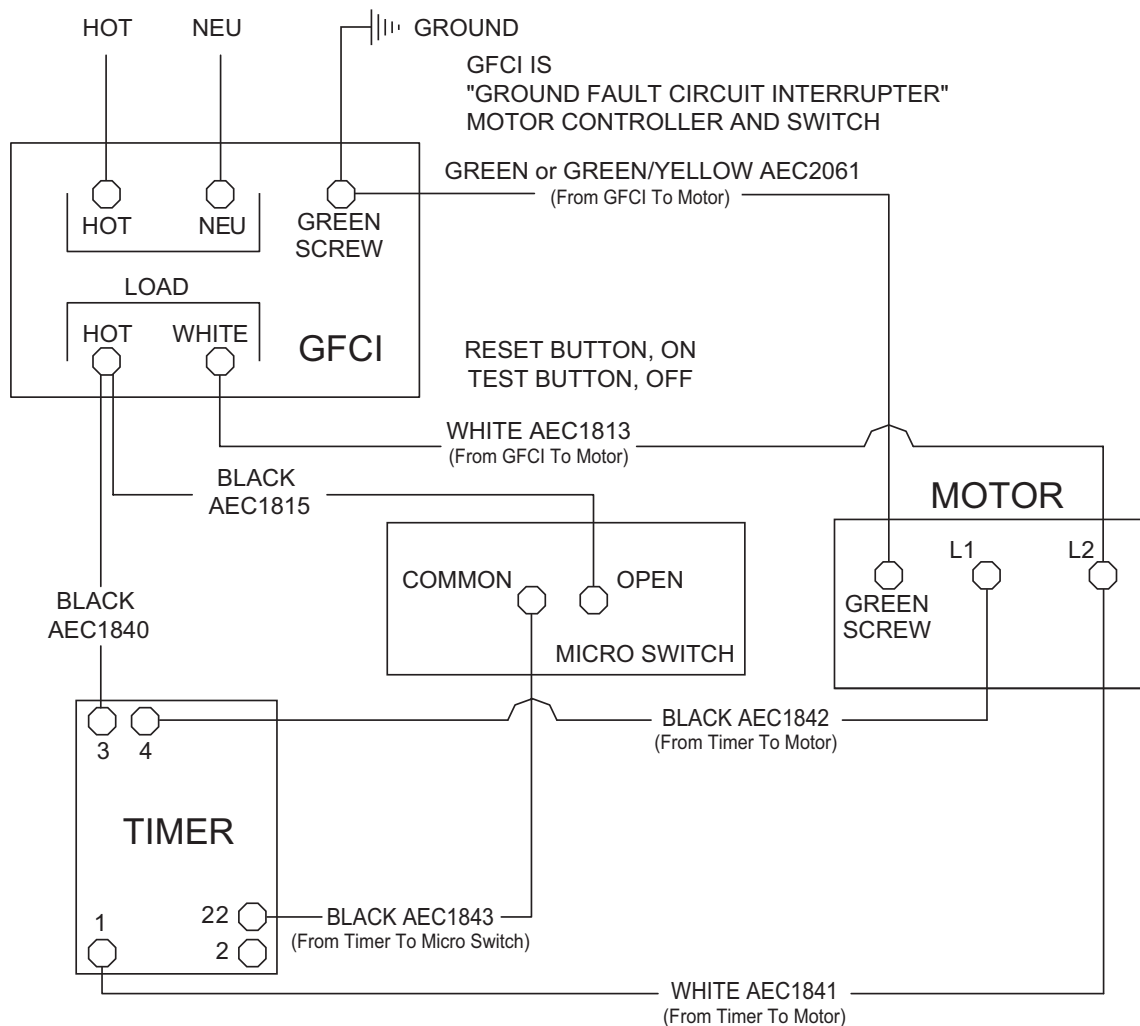 HOT
NEU
GROUND
GFCI IS
"GROUND FAULT CIRCUIT INTERRUPTER"
MOTOR CONTROLLER AND SWITCH
GREEN or GREEN/YELLOW AEC2061
(From GFCI To Motor)
HOT
NEU
GREEN
SCREW
LOAD
HOT
WHITE
GFCI
RESET BUTTON, ON
TEST BUTTON, OFF
WHITE AEC1813
(From GFCI To Motor)
BLACK
AEC1815
MOTOR
L1
L2
COMMON
OPEN
GREEN
SCREW
BLACK
AEC1840
MICRO SWITCH
BLACK AEC1842
(From Timer To Motor)
3
4
TIMER
1
22
2
BLACK AEC1843
(From Timer To Micro Switch)
WHITE AEC1841
(From Timer To Motor)